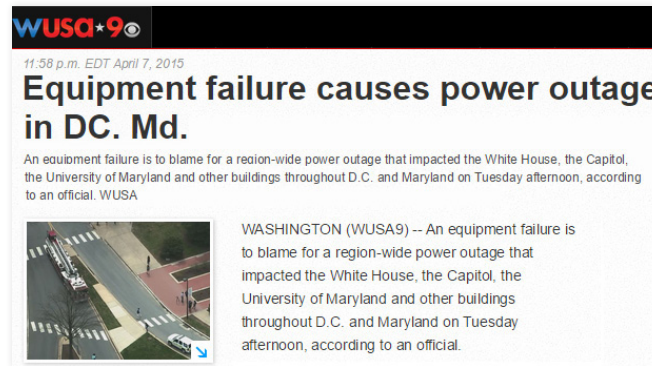 WUSA★9
11:58 p.m. EDT April 7, 2015
Equipment failure causes power outage
in DC. Md.
An equipment failure is to blame for a region-wide power outage that impacted the White House, the Capitol,
the University of Maryland and other buildings throughout D.C. and Maryland on Tuesday afternoon, according
to an official. WUSA
WASHINGTON (WUSA9) -- An equipment failure is
to blame for a region-wide power outage that
impacted the White House, the Capitol, the
University of Maryland and other buildings
throughout D.C. and Maryland on Tuesday
afternoon, according to an official.